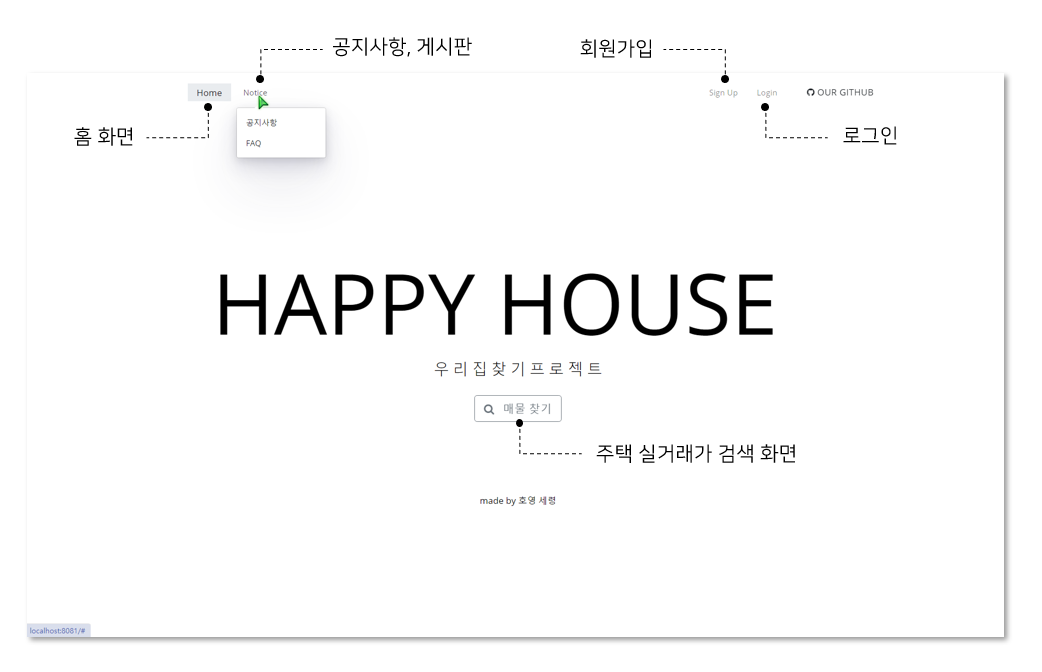 공지사항, 게시판
회원가입
Home
Notice
Sign Up
Login
OUR GITHUB
공지사항
FAQ
홈 화면
로그인
HAPPY HOUSE
우리집찾기프로젝트
매물 찾기
주택 실거래가 검색 화면
made by 호영 세령
localhost:8081/#